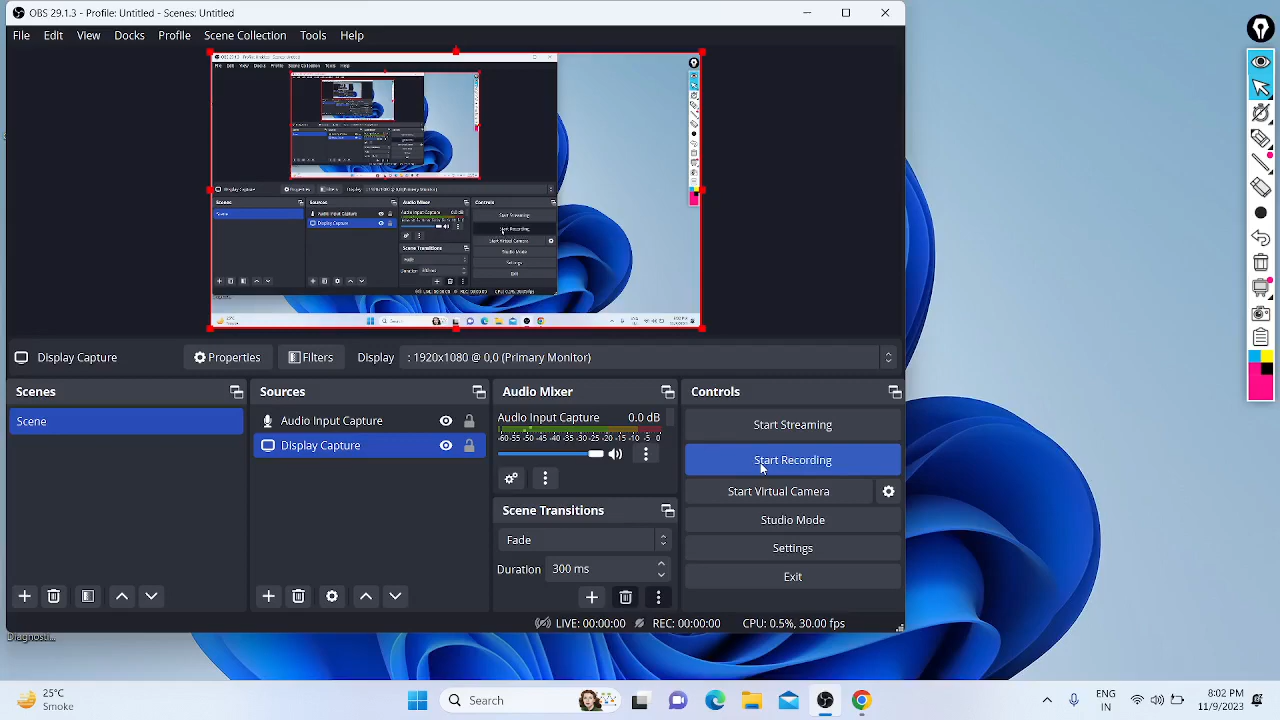 OBS 29.1.3 - Profile: Untitled - Scenes: Untitled
File Edit View Docks Profile Scene Collection Tools Help
Display Capture Properties Filters Display : 1920x1080 @ 0,0 (Primary Monitor)
Scenes Sources Audio Mixer Controls
Scene
Audio Input Capture
Display Capture
Audio Input Capture 0.0 dB
-60 -55 -50 -45 -40 -35 -30 -25 -20 -15 -10 -5 0
Scene Transitions
Fade
Duration 300 ms
Start Streaming
Start Recording
Start Virtual Camera
Studio Mode
Settings
Exit
LIVE: 00:00:00 REC: 00:00:00 CPU: 0.5%, 30.00 fps
Diagnosti...
25°C
Smoke
Search
ENG
IN
8:02 PM
11/9/2023